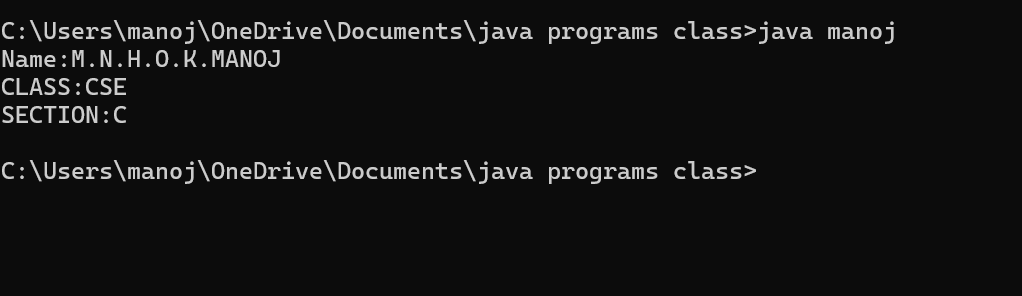 C:\Users\manoj\OneDrive\Documents\java programs class>java manoj
Name:M.N.H.O.K.MANOJ
CLASS:CSE
SECTION:C
C:\Users\manoj\OneDrive\Documents\java programs class>